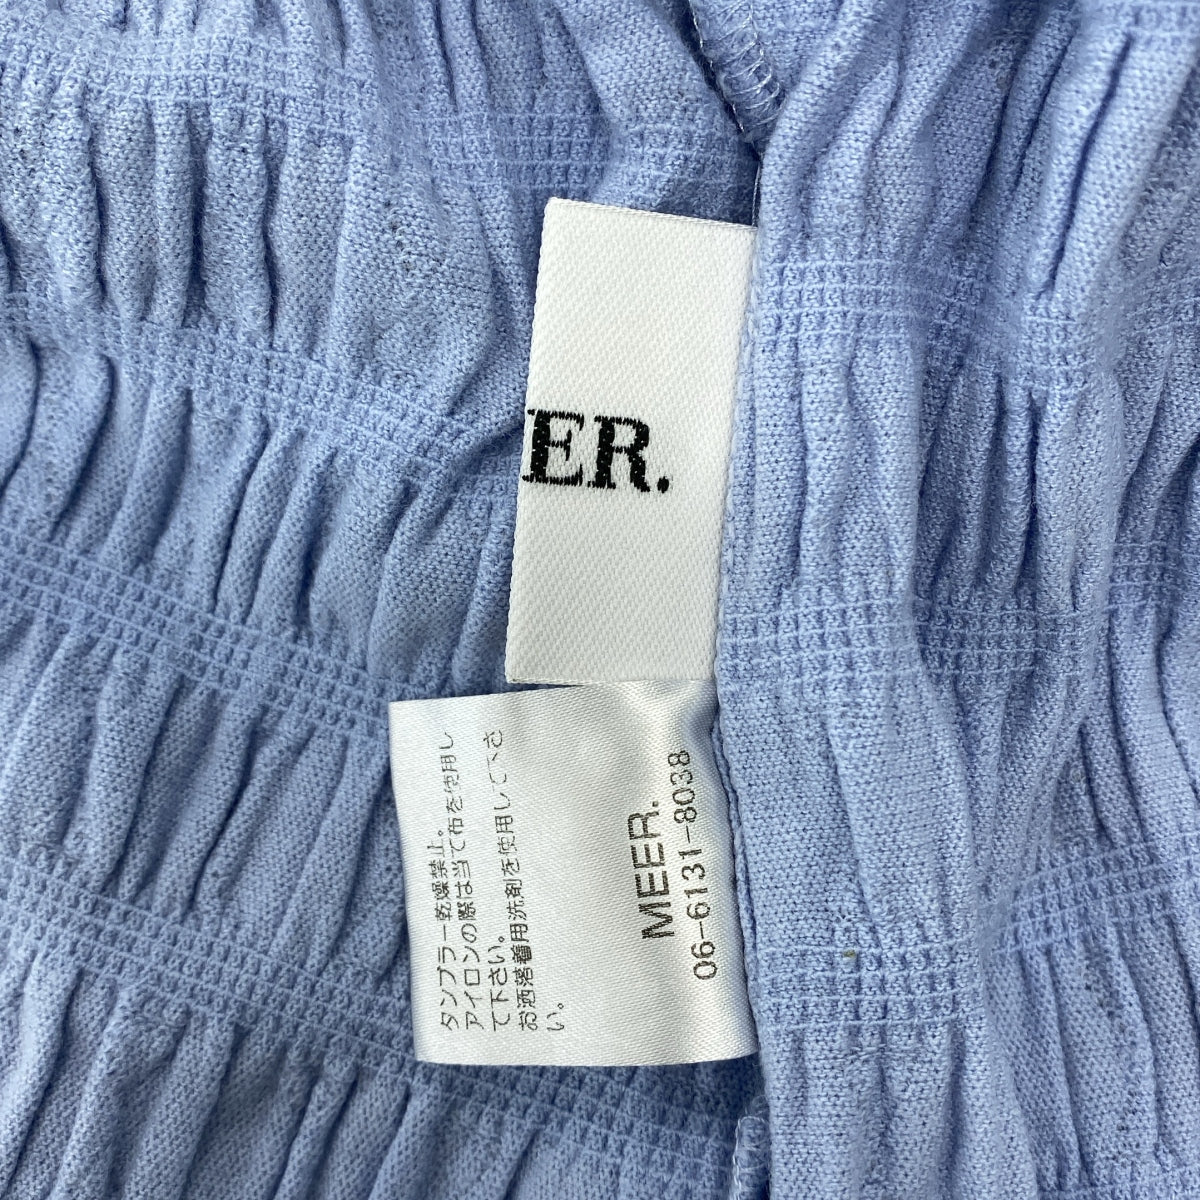 ER.
タンブラー乾燥禁止。
アイロンの際は当て布を使用し
て下さい。
お洒落着用洗剤を使用して下さ
い。
MEER.
06-6131-8038